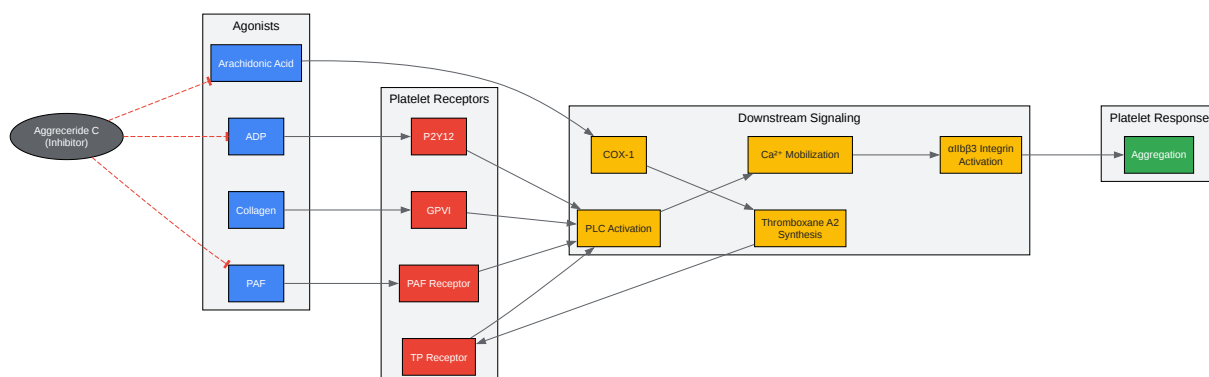 Agonists
Arachidonic Acid
ADP
Collagen
PAF
Aggreceride C
(Inhibitor)
Platelet Receptors
P2Y12
GPVI
PAF Receptor
TP Receptor
Downstream Signaling
COX-1
PLC Activation
Ca²⁺ Mobilization
Thromboxane A2
Synthesis
αIIbβ3 Integrin
Activation
Platelet Response
Aggregation